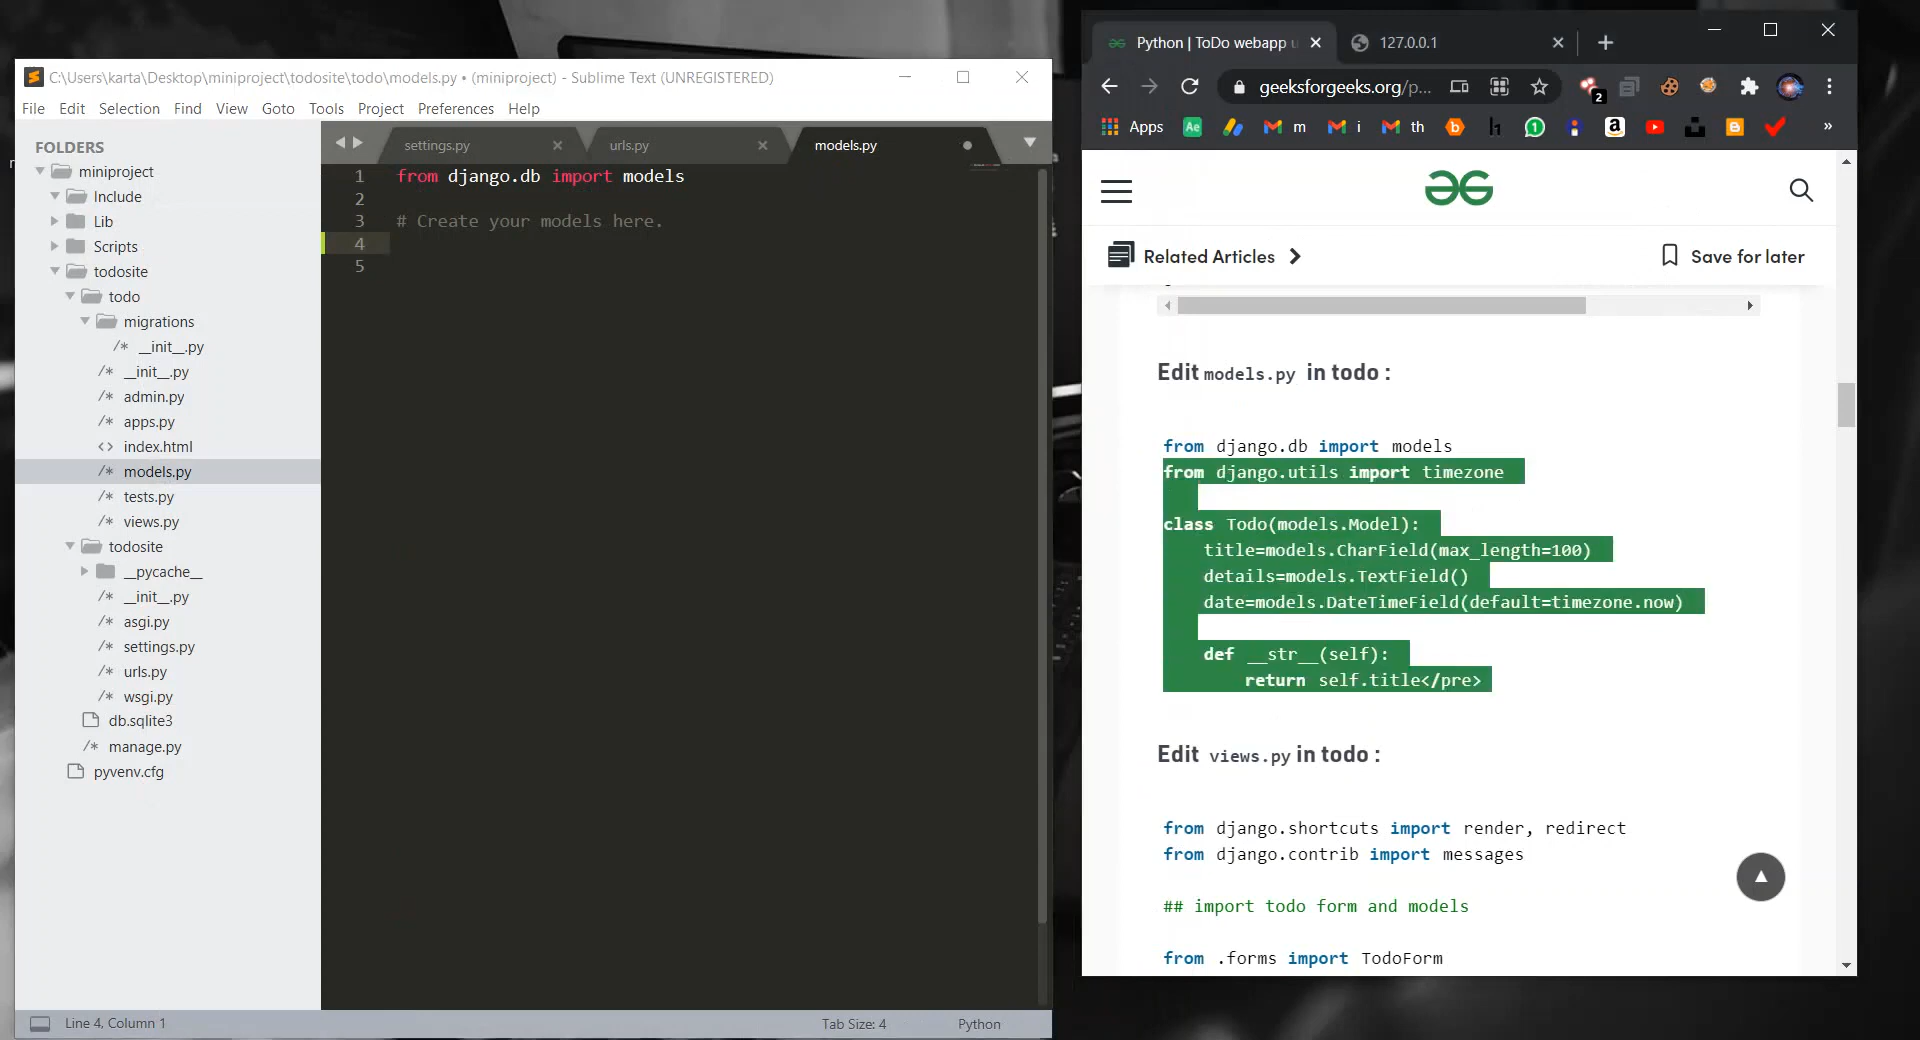 C:\Users\karta\Desktop\miniproject\todosite\todo\models.py • (miniproject) - Sublime Text (UNREGISTERED)
File Edit Selection Find View Goto Tools Project Preferences Help
FOLDERS
miniproject
Include
Lib
Scripts
todosite
todo
migrations
/* __init__.py
/* __init__.py
/* admin.py
/* apps.py
<> index.html
/* models.py
/* tests.py
/* views.py
todosite
__pycache__
/* __init__.py
/* asgi.py
/* settings.py
/* urls.py
/* wsgi.py
db.sqlite3
/* manage.py
pyvenv.cfg
settings.py urls.py models.py
1 from django.db import models
2
3 # Create your models here.
4
5
Line 4, Column 1 Tab Size: 4 Python
Python | ToDo webapp u 127.0.0.1
geeksforgeeks.org/p... 2
Apps Ae m i th 1 a »
Related Articles Save for later
Edit models.py in todo :
from django.db import models
from django.utils import timezone
class Todo(models.Model):
title=models.CharField(max_length=100)
details=models.TextField()
date=models.DateTimeField(default=timezone.now)
def __str__(self):
return self.title</pre>
Edit views.py in todo :
from django.shortcuts import render, redirect
from django.contrib import messages
## import todo form and models
from .forms import TodoForm